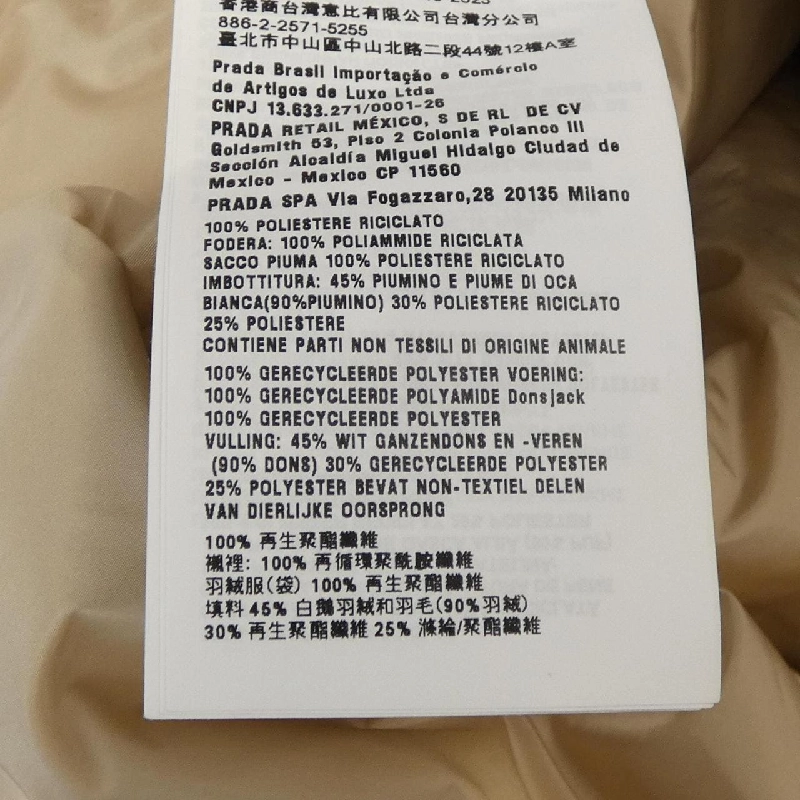 香港商台灣意比有限公司台灣分公司
886-2-2571-5255
臺北市中山區中山北路二段44號12樓A室
Prada Brasil Importação e Comércio
de Artigos de Luxo Ltda
CNPJ 13.633.271/0001-26
PRADA RETAIL MÉXICO, S DE RL DE CV
Goldsmith 53, Piso 2 Colonia Polanco III
Sección Alcaldía Miguel Hidalgo Ciudad de
Mexico - Mexico CP 11560
PRADA SPA Via Fogazzaro,28 20135 Milano
100% POLIESTERE RICICLATO
FODERA: 100% POLIAMMIDE RICICLATA
SACCO PIUMA 100% POLIESTERE RICICLATO
IMBOTTITURA: 45% PIUMINO E PIUME DI OCA
BIANCA(90%PIUMINO) 30% POLIESTERE RICICLATO
25% POLIESTERE
CONTIENE PARTI NON TESSILI DI ORIGINE ANIMALE
100% GERECYCLEERDE POLYESTER VOERING:
100% GERECYCLEERDE POLYAMIDE Donsjack
100% GERECYCLEERDE POLYESTER
VULLING: 45% WIT GANZENDONS EN -VEREN
(90% DONS) 30% GERECYCLEERDE POLYESTER
25% POLYESTER BEVAT NON-TEXTIEL DELEN
VAN DIERLIJKE OORSPRONG
100% 再生聚酯纖維
襯裡: 100% 再循環聚酰胺纖維
羽絨服(袋) 100% 再生聚酯纖維
填料 45% 白鵝羽絨和羽毛(90%羽絨)
30% 再生聚酯纖維 25% 滌綸/聚酯纖維